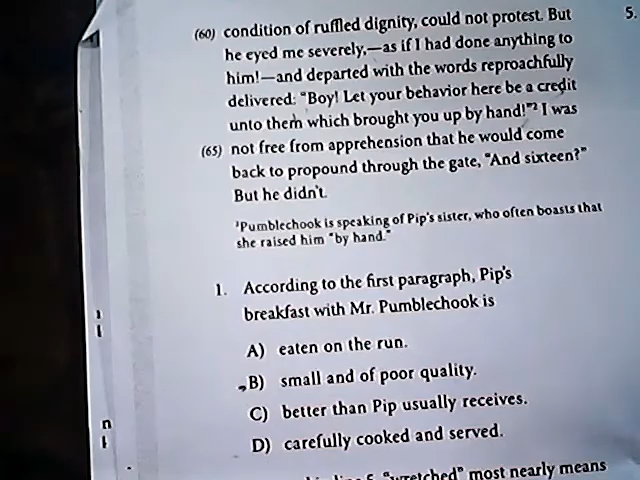 (60) condition of ruffled dignity, could not protest. But
he eyed me severely,—as if I had done anything to
him!—and departed with the words reproachfully
delivered: "Boy! Let your behavior here be a credit
unto them which brought you up by hand!"² I was
(65) not free from apprehension that he would come
back to propound through the gate, "And sixteen?"
But he didn't.
²Pumblechook is speaking of Pip's sister, who often boasts that
she raised him "by hand."
1. According to the first paragraph, Pip's
breakfast with Mr. Pumblechook is
A) eaten on the run.
B) small and of poor quality.
C) better than Pip usually receives.
D) carefully cooked and served.
"wretched" most nearly means
5.